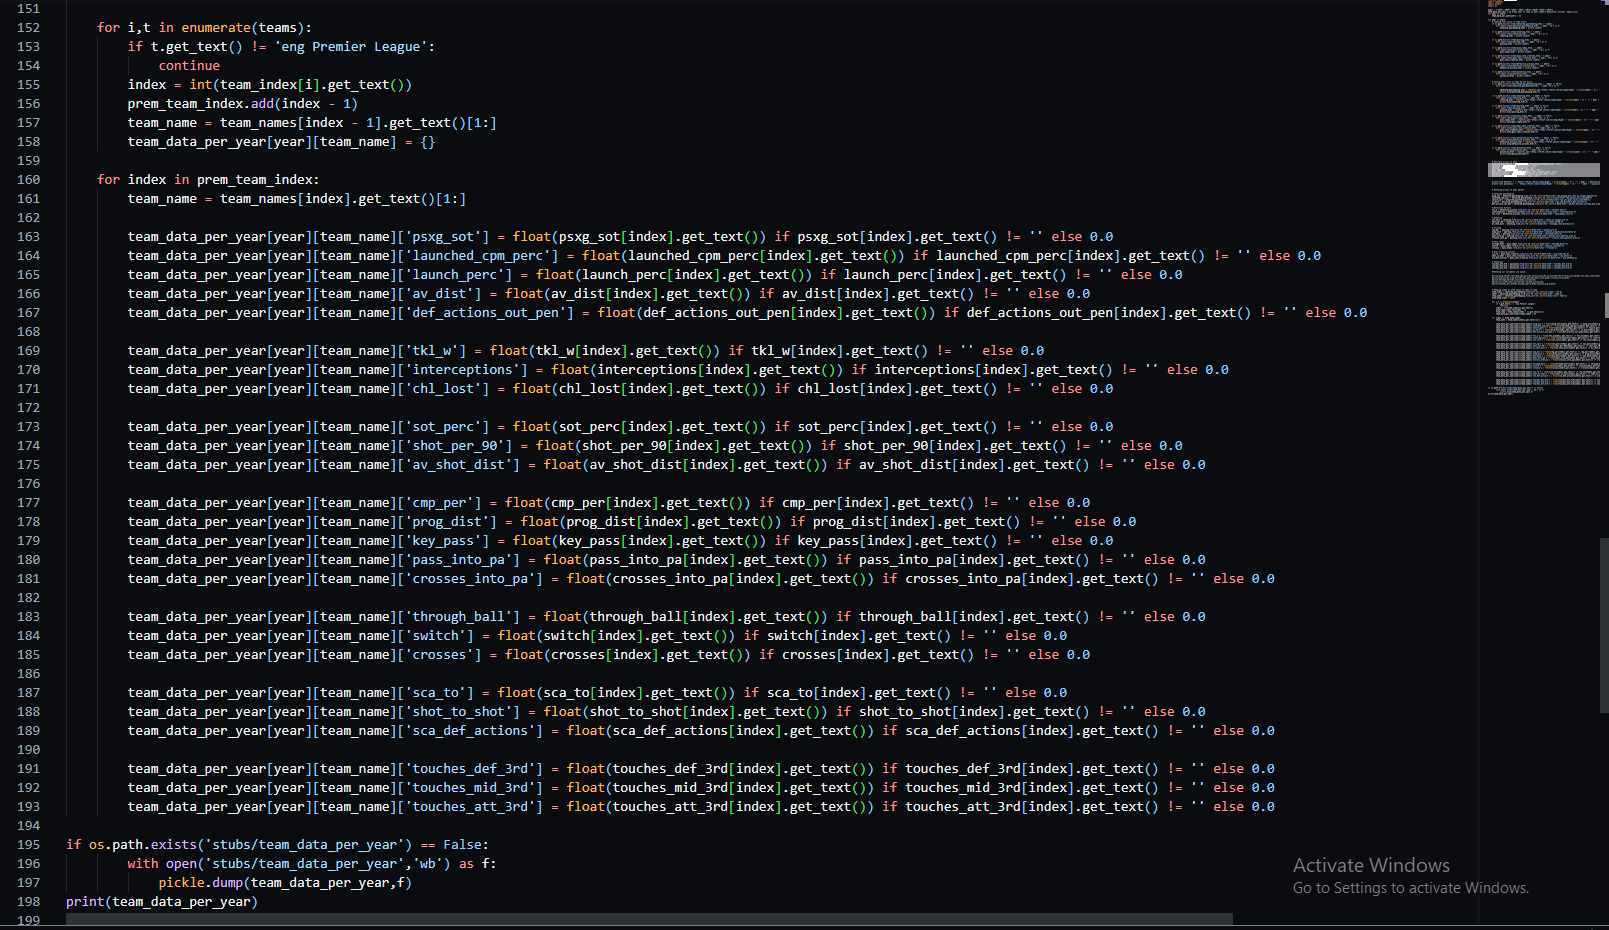 151
152 for i,t in enumerate(teams):
153 if t.get_text() != 'eng Premier League':
154 continue
155 index = int(team_index[i].get_text())
156 prem_team_index.add(index - 1)
157 team_name = team_names[index - 1].get_text()[1:]
158 team_data_per_year[year][team_name] = {}
159
160 for index in prem_team_index:
161 team_name = team_names[index].get_text()[1:]
162
163 team_data_per_year[year][team_name]['psxg_sot'] = float(psxg_sot[index].get_text()) if psxg_sot[index].get_text() != '' else 0.0
164 team_data_per_year[year][team_name]['launched_cpm_perc'] = float(launched_cpm_perc[index].get_text()) if launched_cpm_perc[index].get_text() != '' else 0.0
165 team_data_per_year[year][team_name]['launch_perc'] = float(launch_perc[index].get_text()) if launch_perc[index].get_text() != '' else 0.0
166 team_data_per_year[year][team_name]['av_dist'] = float(av_dist[index].get_text()) if av_dist[index].get_text() != '' else 0.0
167 team_data_per_year[year][team_name]['def_actions_out_pen'] = float(def_actions_out_pen[index].get_text()) if def_actions_out_pen[index].get_text() != '' else 0.0
168
169 team_data_per_year[year][team_name]['tkl_w'] = float(tkl_w[index].get_text()) if tkl_w[index].get_text() != '' else 0.0
170 team_data_per_year[year][team_name]['interceptions'] = float(interceptions[index].get_text()) if interceptions[index].get_text() != '' else 0.0
171 team_data_per_year[year][team_name]['chl_lost'] = float(chl_lost[index].get_text()) if chl_lost[index].get_text() != '' else 0.0
172
173 team_data_per_year[year][team_name]['sot_perc'] = float(sot_perc[index].get_text()) if sot_perc[index].get_text() != '' else 0.0
174 team_data_per_year[year][team_name]['shot_per_90'] = float(shot_per_90[index].get_text()) if shot_per_90[index].get_text() != '' else 0.0
175 team_data_per_year[year][team_name]['av_shot_dist'] = float(av_shot_dist[index].get_text()) if av_shot_dist[index].get_text() != '' else 0.0
176
177 team_data_per_year[year][team_name]['cmp_per'] = float(cmp_per[index].get_text()) if cmp_per[index].get_text() != '' else 0.0
178 team_data_per_year[year][team_name]['prog_dist'] = float(prog_dist[index].get_text()) if prog_dist[index].get_text() != '' else 0.0
179 team_data_per_year[year][team_name]['key_pass'] = float(key_pass[index].get_text()) if key_pass[index].get_text() != '' else 0.0
180 team_data_per_year[year][team_name]['pass_into_pa'] = float(pass_into_pa[index].get_text()) if pass_into_pa[index].get_text() != '' else 0.0
181 team_data_per_year[year][team_name]['crosses_into_pa'] = float(crosses_into_pa[index].get_text()) if crosses_into_pa[index].get_text() != '' else 0.0
182
183 team_data_per_year[year][team_name]['through_ball'] = float(through_ball[index].get_text()) if through_ball[index].get_text() != '' else 0.0
184 team_data_per_year[year][team_name]['switch'] = float(switch[index].get_text()) if switch[index].get_text() != '' else 0.0
185 team_data_per_year[year][team_name]['crosses'] = float(crosses[index].get_text()) if crosses[index].get_text() != '' else 0.0
186
187 team_data_per_year[year][team_name]['sca_to'] = float(sca_to[index].get_text()) if sca_to[index].get_text() != '' else 0.0
188 team_data_per_year[year][team_name]['shot_to_shot'] = float(shot_to_shot[index].get_text()) if shot_to_shot[index].get_text() != '' else 0.0
189 team_data_per_year[year][team_name]['sca_def_actions'] = float(sca_def_actions[index].get_text()) if sca_def_actions[index].get_text() != '' else 0.0
190
191 team_data_per_year[year][team_name]['touches_def_3rd'] = float(touches_def_3rd[index].get_text()) if touches_def_3rd[index].get_text() != '' else 0.0
192 team_data_per_year[year][team_name]['touches_mid_3rd'] = float(touches_mid_3rd[index].get_text()) if touches_mid_3rd[index].get_text() != '' else 0.0
193 team_data_per_year[year][team_name]['touches_att_3rd'] = float(touches_att_3rd[index].get_text()) if touches_att_3rd[index].get_text() != '' else 0.0
194
195 if os.path.exists('stubs/team_data_per_year') == False:
196 with open('stubs/team_data_per_year','wb') as f:
197 pickle.dump(team_data_per_year,f)
198 print(team_data_per_year)
199
Activate Windows
Go to Settings to activate Windows.